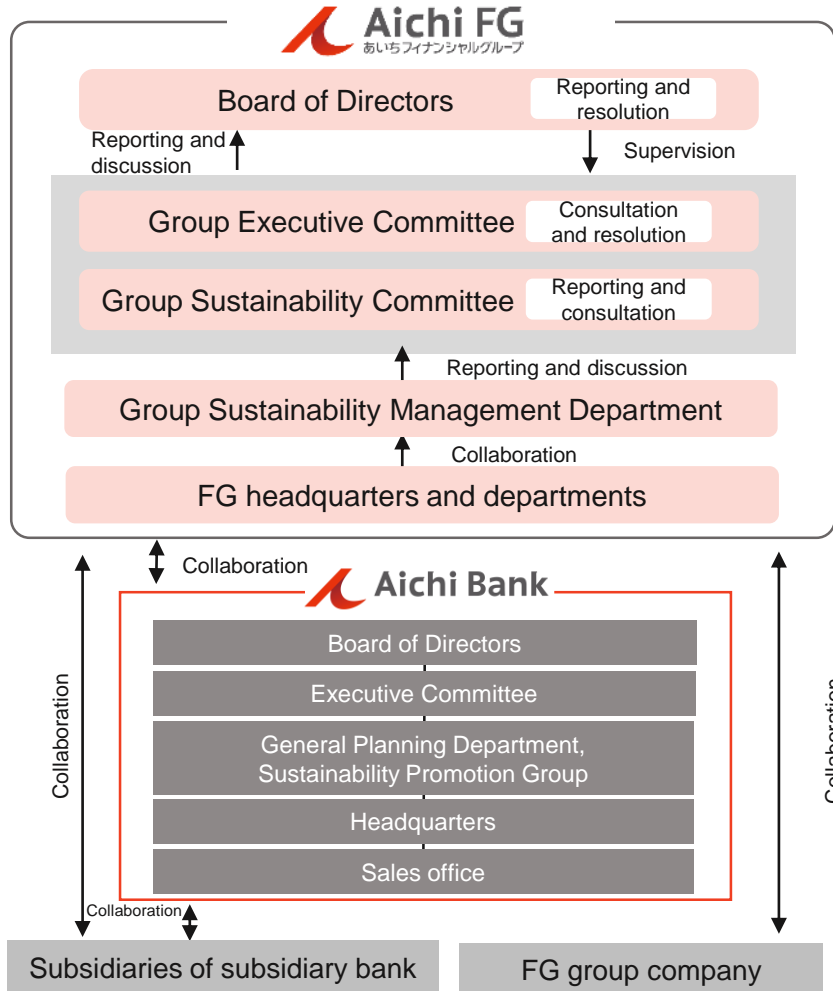 Aichi FG
あいちフィナンシャルグループ
Board of Directors
Reporting and
resolution
Reporting and
discussion
Supervision
Group Executive Committee
Consultation
and resolution
Group Sustainability Committee
Reporting and
consultation
Reporting and discussion
Group Sustainability Management Department
Collaboration
FG headquarters and departments
Collaboration
Aichi Bank
Board of Directors
Executive Committee
General Planning Department,
Sustainability Promotion Group
Headquarters
Sales office
Collaboration
Collaboration
Collaboration
Subsidiaries of subsidiary bank
FG group company